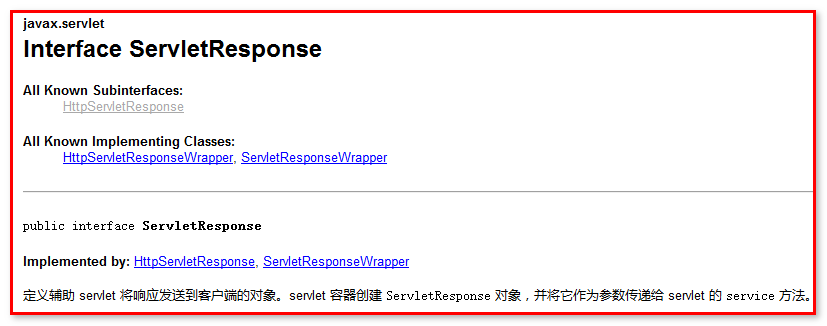 javax.servlet
Interface ServletResponse
All Known Subinterfaces:
HttpServletResponse
All Known Implementing Classes:
HttpServletResponseWrapper, ServletResponseWrapper
public interface ServletResponse
Implemented by: HttpServletResponse, ServletResponseWrapper
定义辅助 servlet 将响应发送到客户端的对象。servlet 容器创建 ServletResponse 对象，并将它作为参数传递给 servlet 的 service 方法。